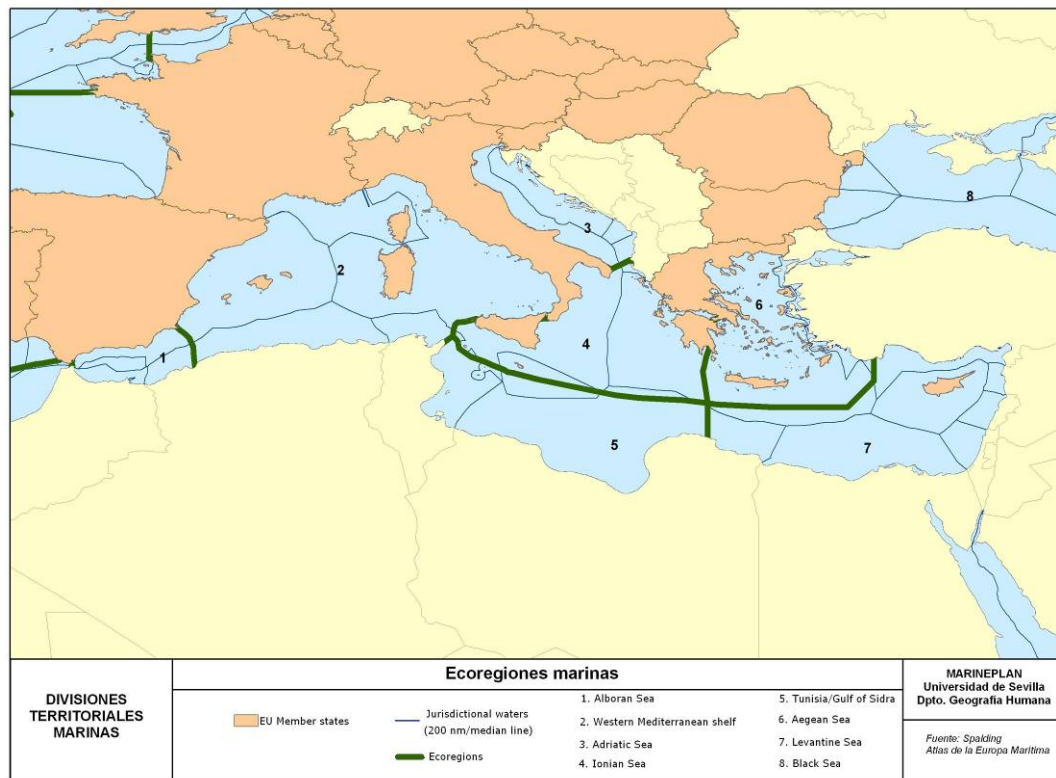 8
3
2
6
4
1
5
7
DIVISIONES
TERRITORIALES
MARINAS
Ecoregiones marinas
EU Member states
Jurisdictional waters
(200 nm/median line)
Ecoregions
1. Alboran Sea
2. Western Mediterranean shelf
3. Adriatic Sea
4. Ionian Sea
5. Tunisia/Gulf of Sidra
6. Aegean Sea
7. Levantine Sea
8. Black Sea
MARINEPLAN
Universidad de Sevilla
Dpto. Geografia Humana
Fuente: Spalding
Atlas de la Europa Maritima